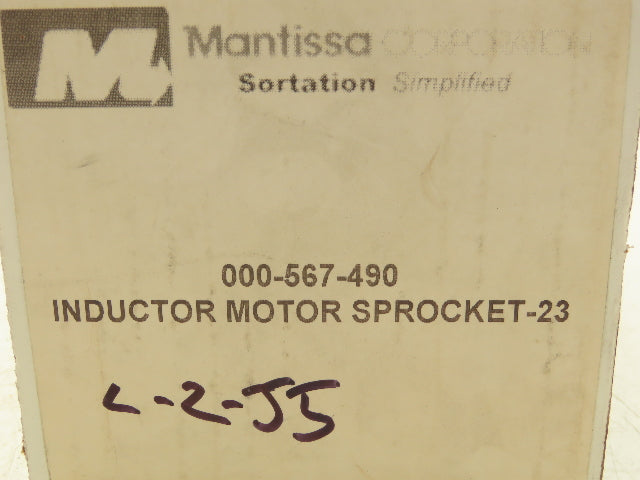 Mantissa CORPORATION
Sortation Simplified
000-567-490
INDUCTOR MOTOR SPROCKET-23
L-2-J5